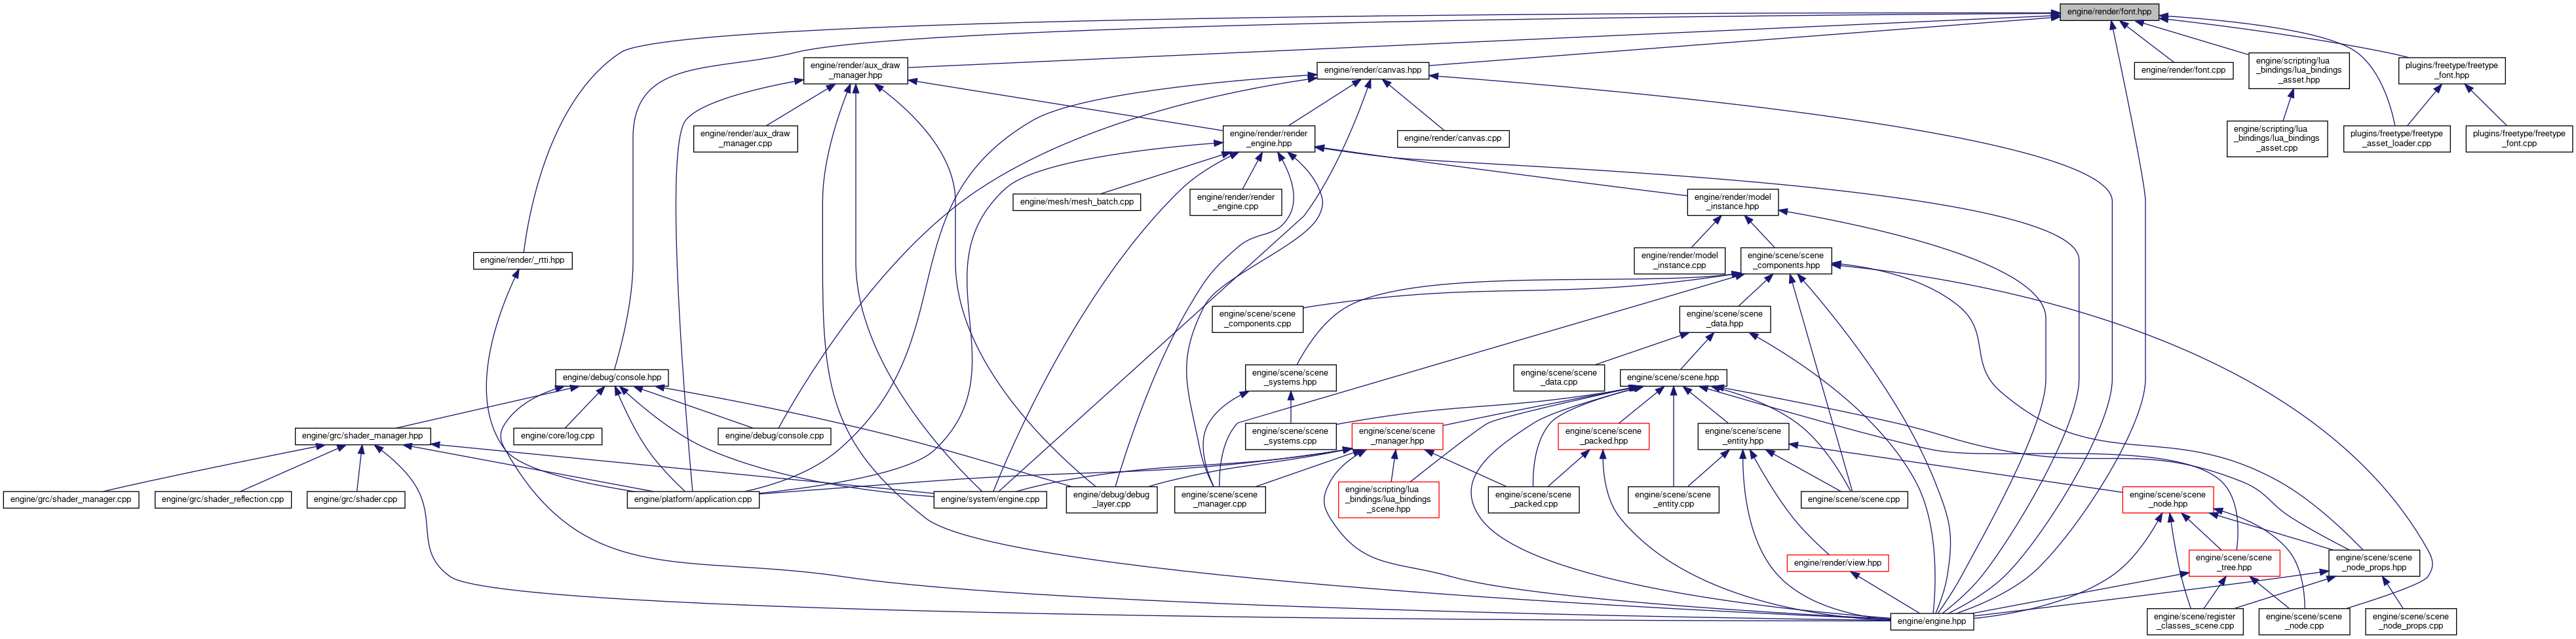 engine/render/font.hpp
engine/render/aux_draw
_manager.hpp
engine/render/canvas.hpp
engine/render/font.cpp
engine/scripting/lua
_bindings/lua_bindings
_asset.hpp
plugins/freetype/freetype
_font.hpp
engine/render/aux_draw
_manager.cpp
engine/render/render
_engine.hpp
engine/render/canvas.cpp
engine/scripting/lua
_bindings/lua_bindings
_asset.cpp
plugins/freetype/freetype
_asset_loader.cpp
plugins/freetype/freetype
_font.cpp
engine/mesh/mesh_batch.cpp
engine/render/render
_engine.cpp
engine/render/model
_instance.hpp
engine/render/_rtti.hpp
engine/render/model
_instance.cpp
engine/scene/scene
_components.hpp
engine/scene/scene
_components.cpp
engine/scene/scene
_data.hpp
engine/debug/console.hpp
engine/scene/scene
_systems.hpp
engine/scene/scene
_data.cpp
engine/scene/scene.hpp
engine/grc/shader_manager.hpp
engine/core/log.cpp
engine/debug/console.cpp
engine/scene/scene
_systems.cpp
engine/scene/scene
_manager.hpp
engine/scene/scene
_packed.hpp
engine/scene/scene
_entity.hpp
engine/grc/shader_manager.cpp
engine/grc/shader_reflection.cpp
engine/grc/shader.cpp
engine/platform/application.cpp
engine/system/engine.cpp
engine/debug/debug
_layer.cpp
engine/scene/scene
_manager.cpp
engine/scripting/lua
_bindings/lua_bindings
_scene.hpp
engine/scene/scene
_packed.cpp
engine/scene/scene
_entity.cpp
engine/scene/scene.cpp
engine/scene/scene
_node.hpp
engine/render/view.hpp
engine/scene/scene
_tree.hpp
engine/scene/scene
_node_props.hpp
engine/engine.hpp
engine/scene/register
_classes_scene.cpp
engine/scene/scene
_node.cpp
engine/scene/scene
_node_props.cpp